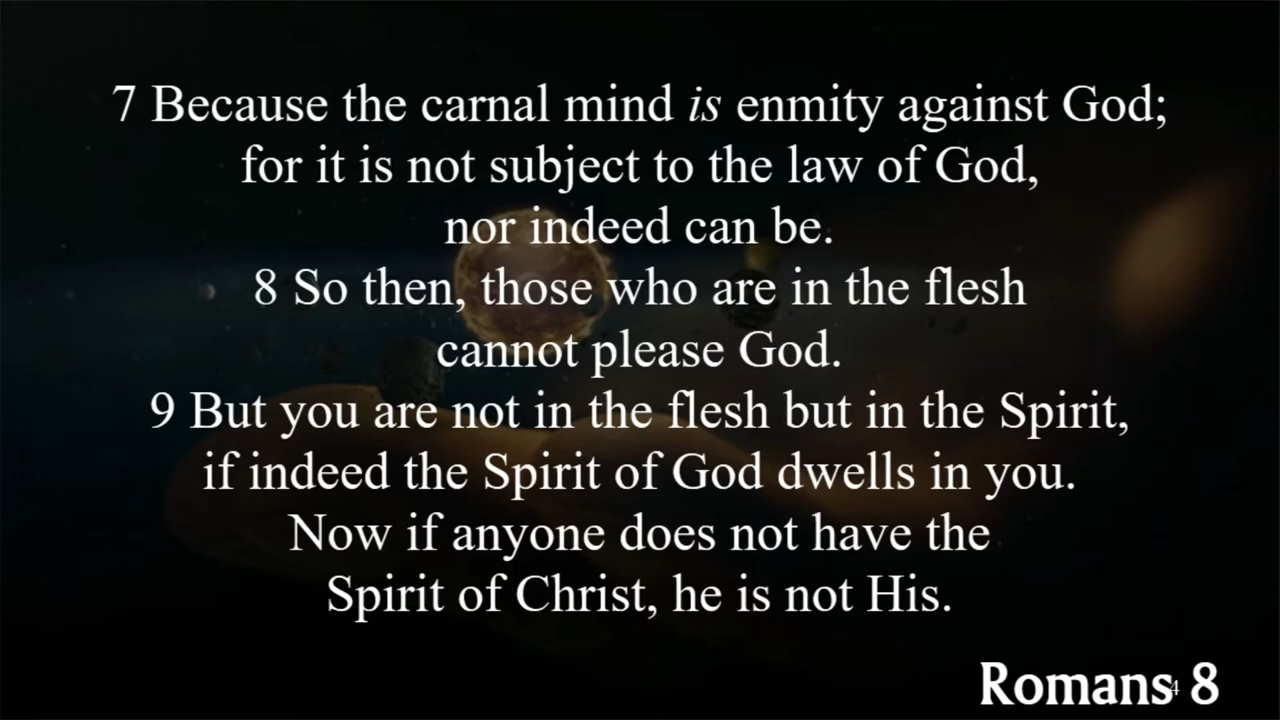 7 Because the carnal mind is enmity against God;
for it is not subject to the law of God,
nor indeed can be.
8 So then, those who are in the flesh
cannot please God.
9 But you are not in the flesh but in the Spirit,
if indeed the Spirit of God dwells in you.
Now if anyone does not have the
Spirit of Christ, he is not His.
Romans 8
4